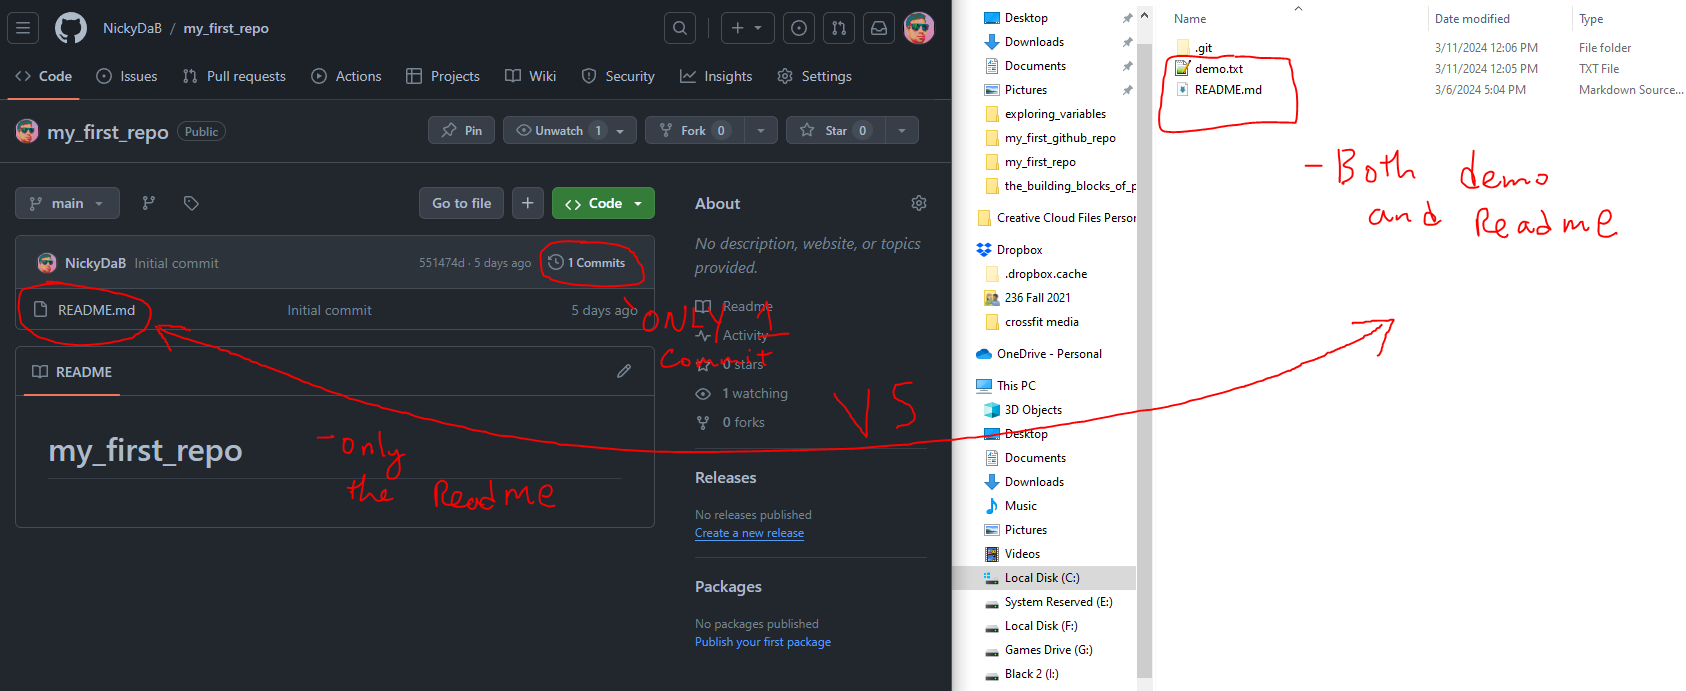 NickyDaB / my_first_repo
Code Issues Pull requests Actions Projects Wiki Security Insights Settings
my_first_repo Public
Pin Unwatch 1 Fork 0 Star 0
main Go to file + Code
NickyDaB Initial commit 551474d · 5 days ago 1 Commits
README.md Initial commit 5 days ago
ONLY 1
commit
README
my_first_repo
- only
the Readme
About
No description, website, or topics
provided.
Readme
Activity
0 stars
1 watching
0 forks
VS
Releases
No releases published
Create a new release
Packages
No packages published
Publish your first package
Desktop
Downloads
Documents
Pictures
exploring_variables
my_first_github_repo
my_first_repo
the_building_blocks_of_p
Creative Cloud Files Persor
Dropbox
.dropbox.cache
236 Fall 2021
crossfit media
OneDrive - Personal
This PC
3D Objects
Desktop
Documents
Downloads
Music
Pictures
Videos
Local Disk (C:)
System Reserved (E:)
Local Disk (F:)
Games Drive (G:)
Black 2 (I:)
Name Date modified Type
.git 3/11/2024 12:06 PM File folder
demo.txt 3/11/2024 12:05 PM TXT File
README.md 3/6/2024 5:04 PM Markdown Source...
- Both demo
and Readme